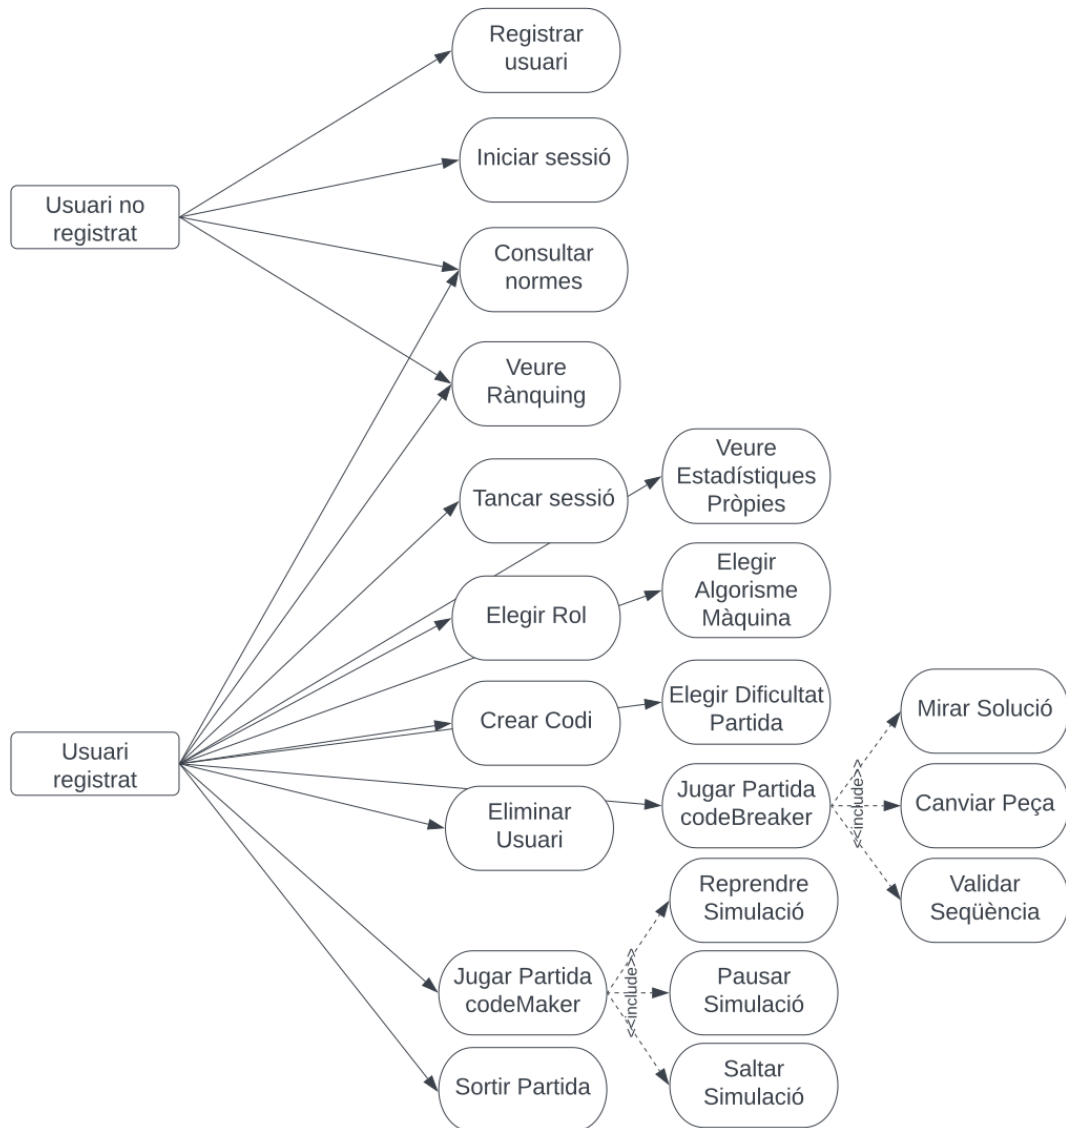 Registrar
usuari
Iniciar sessió
Usuari no
registrat
Consultar
normes
Veure
Rànquing
Veure
Estadístiques
Pròpies
Tancar sessió
Elegir
Algorisme
Màquina
Elegir Rol
Elegir Dificultat
Partida
Mirar Solució
Crear Codi
Usuari
registrat
Jugar Partida
codeBreaker
<<include>>
Canviar Peça
Eliminar
Usuari
Validar
Seqüència
Reprendre
Simulació
Jugar Partida
codeMaker
<<include>>
Pausar
Simulació
Saltar
Simulació
Sortir Partida